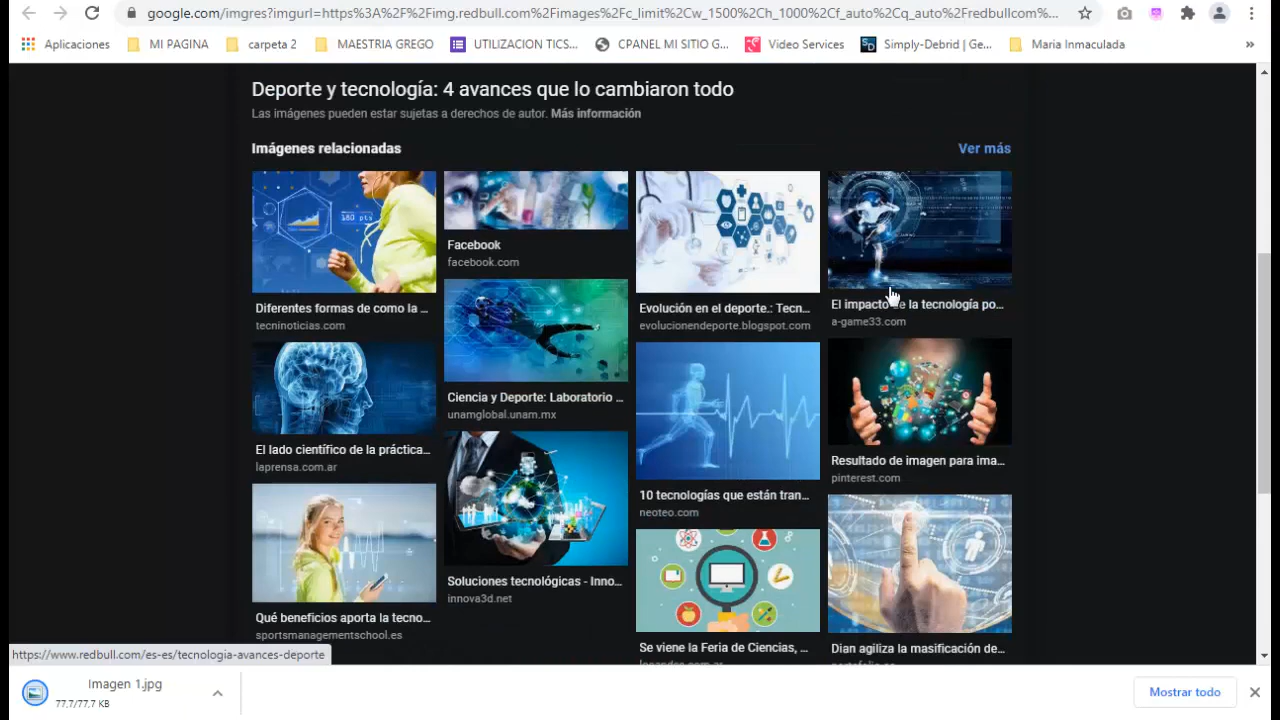 google.com/imgres?imgurl=https%3A%2F%2Fimg.redbull.com%2Fimages%2Fc_limit%2Cw_1500%2Ch_1000%2Cf_auto%2Cq_auto%2Fredbullcom%...
Aplicaciones MI PAGINA carpeta 2 MAESTRIA GREGO UTILIZACION TICS... CPANEL MI SITIO G... Video Services Simply-Debrid | Ge... Maria Inmaculada »
Deporte y tecnología: 4 avances que lo cambiaron todo
Las imágenes pueden estar sujetas a derechos de autor. Más información
Imágenes relacionadas Ver más
180 pts
Diferentes formas de como la ...
tecninoticias.com
El lado científico de la práctica...
laprensa.com.ar
Qué beneficios aporta la tecno...
sportsmanagementschool.es
Facebook
facebook.com
Ciencia y Deporte: Laboratorio ...
unamglobal.unam.mx
Soluciones tecnológicas - Inno...
innova3d.net
Evolución en el deporte.: Tecn...
evolucionendeporte.blogspot.com
10 tecnologías que están tran...
neoteo.com
Se viene la Feria de Ciencias, ...
El impacto de la tecnología po...
a-game33.com
Resultado de imagen para ima...
pinterest.com
Dian agiliza la masificación de...
https://www.redbull.com/es-es/tecnologia-avances-deporte
Imagen 1.jpg
77,7/77,7 KB
Mostrar todo